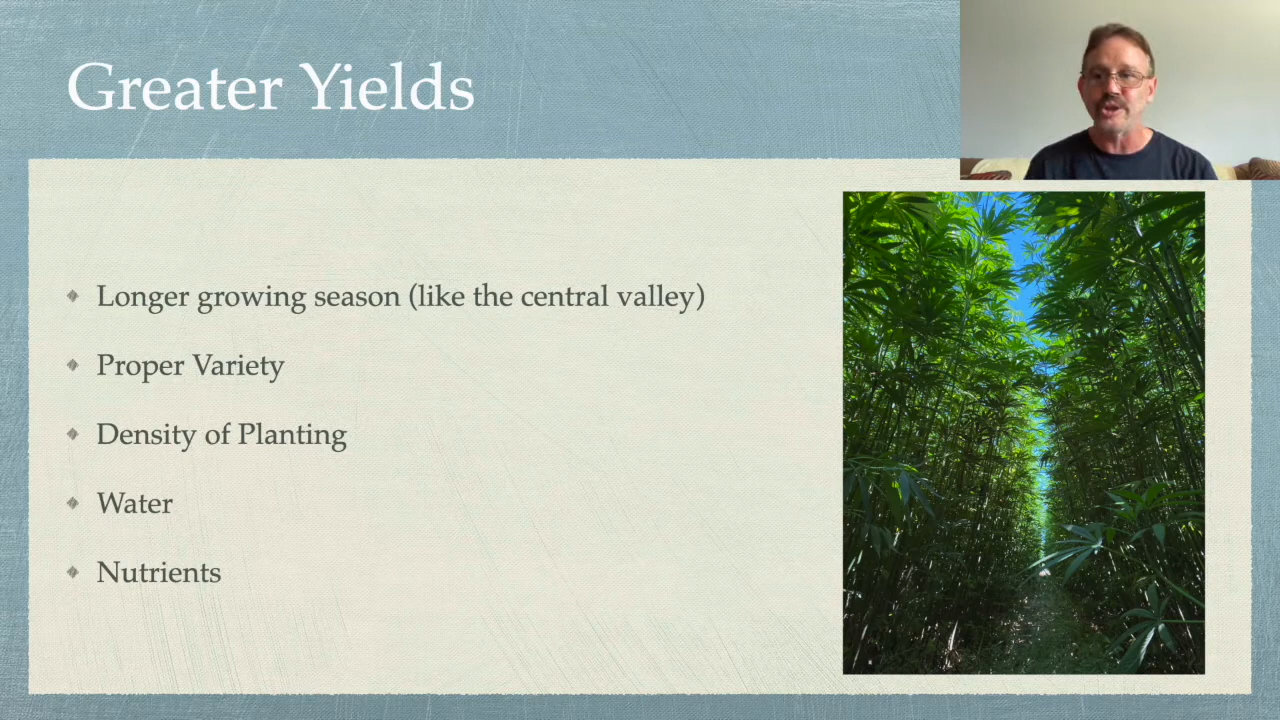 Greater Yields
Longer growing season (like the central valley)
Proper Variety
Density of Planting
Water
Nutrients